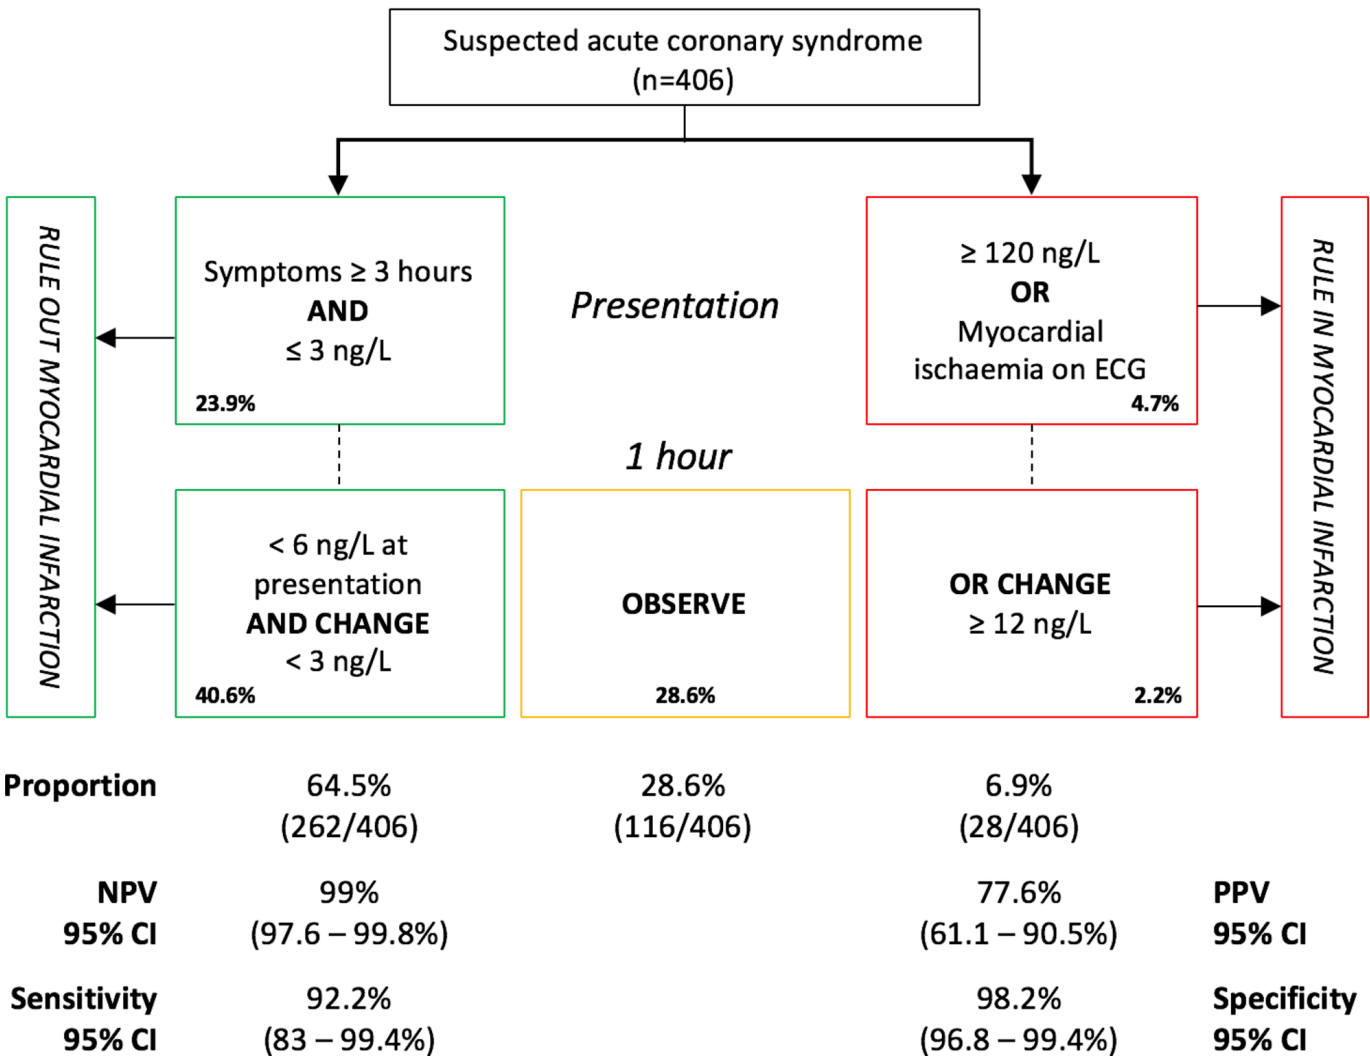 Suspected acute coronary syndrome
(n=406)
RULE OUT MYOCARDIAL INFARCTION
Symptoms ≥ 3 hours
AND
≤ 3 ng/L
23.9%
Presentation
≥ 120 ng/L
OR
Myocardial
ischaemia on ECG
4.7%
RULE IN MYOCARDIAL INFARCTION
1 hour
< 6 ng/L at
presentation
AND CHANGE
< 3 ng/L
40.6%
OBSERVE
28.6%
OR CHANGE
≥ 12 ng/L
2.2%
Proportion 64.5% 28.6% 6.9%
(262/406) (116/406) (28/406)
NPV 99% 77.6% PPV
95% CI (97.6 – 99.8%) (61.1 – 90.5%) 95% CI
Sensitivity 92.2% 98.2% Specificity
95% CI (83 – 99.4%) (96.8 – 99.4%) 95% CI